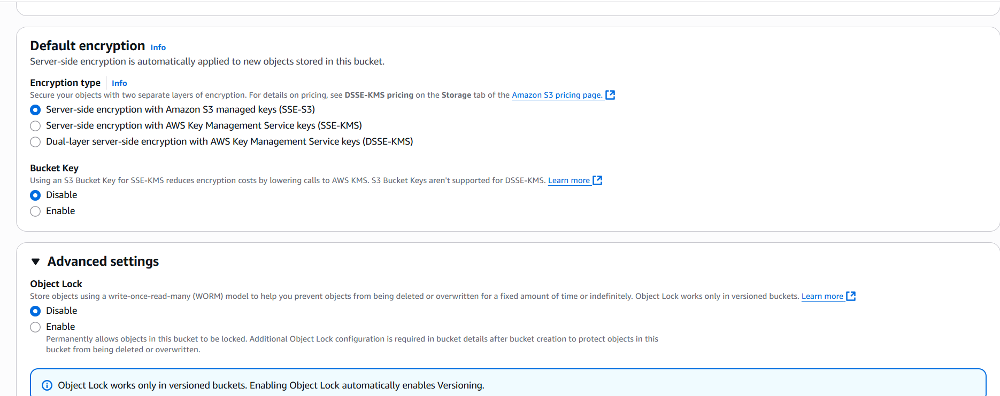 Default encryption Info
Server-side encryption is automatically applied to new objects stored in this bucket.
Encryption type Info
Secure your objects with two separate layers of encryption. For details on pricing, see DSSE-KMS pricing on the Storage tab of the Amazon S3 pricing page.
Server-side encryption with Amazon S3 managed keys (SSE-S3)
Server-side encryption with AWS Key Management Service keys (SSE-KMS)
Dual-layer server-side encryption with AWS Key Management Service keys (DSSE-KMS)
Bucket Key
Using an S3 Bucket Key for SSE-KMS reduces encryption costs by lowering calls to AWS KMS. S3 Bucket Keys aren't supported for DSSE-KMS. Learn more
Disable
Enable
Advanced settings
Object Lock
Store objects using a write-once-read-many (WORM) model to help you prevent objects from being deleted or overwritten for a fixed amount of time or indefinitely. Object Lock works only in versioned buckets. Learn more
Disable
Enable
Permanently allows objects in this bucket to be locked. Additional Object Lock configuration is required in bucket details after bucket creation to protect objects in this
bucket from being deleted or overwritten.
Object Lock works only in versioned buckets. Enabling Object Lock automatically enables Versioning.